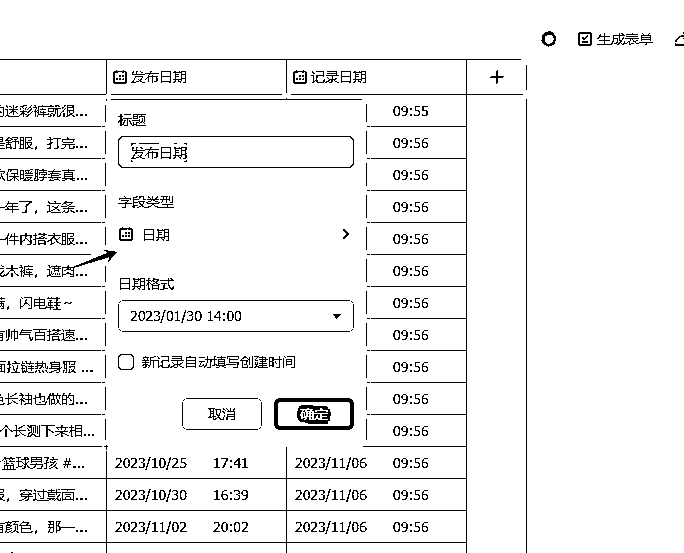 生成表单
发布日期 记录日期
的迷彩裤就很... 09:55
是舒服，打完... 09:56
保暖脖套真... 09:56
年了，这条... 09:56
一件内搭衣服... 09:56
木裤，遮肉... 09:56
，闪电鞋~ 09:56
有帅气百搭速... 09:56
面拉链热身服 ... 09:56
色长袖也做的... 09:56
个长测下来相... 09:56
标题
发布日期
字段类型
日期
日期格式
2023/01/30 14:00
新记录自动填写创建时间
取消 确定
篮球男孩 #... 2023/10/25 17:41 2023/11/06 09:56
，穿过戴面... 2023/10/30 16:39 2023/11/06 09:56
有颜色，那一... 2023/11/02 20:02 2023/11/06 09:56